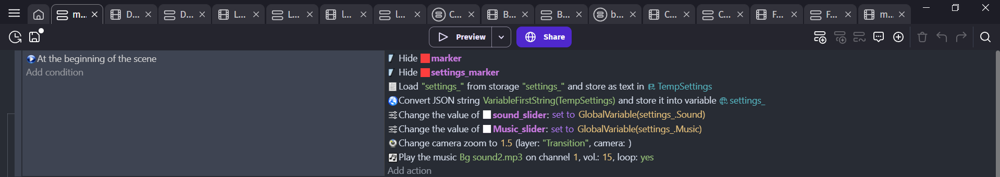 m...
D...
D...
L...
L...
l...
l...
C...
B...
B...
b...
C...
C...
F...
F...
m...
Preview
Share
At the beginning of the scene
Add condition
Hide marker
Hide settings_marker
Load "settings_" from storage "settings_" and store as text in TempSettings
Convert JSON string VariableFirstString(TempSettings) and store it into variable settings_
Change the value of sound_slider: set to GlobalVariable(settings_.Sound)
Change the value of Music_slider: set to GlobalVariable(settings_.Music)
Change camera zoom to 1.5 (layer: "Transition", camera: )
Play the music Bg sound2.mp3 on channel 1, vol.: 15, loop: yes
Add action